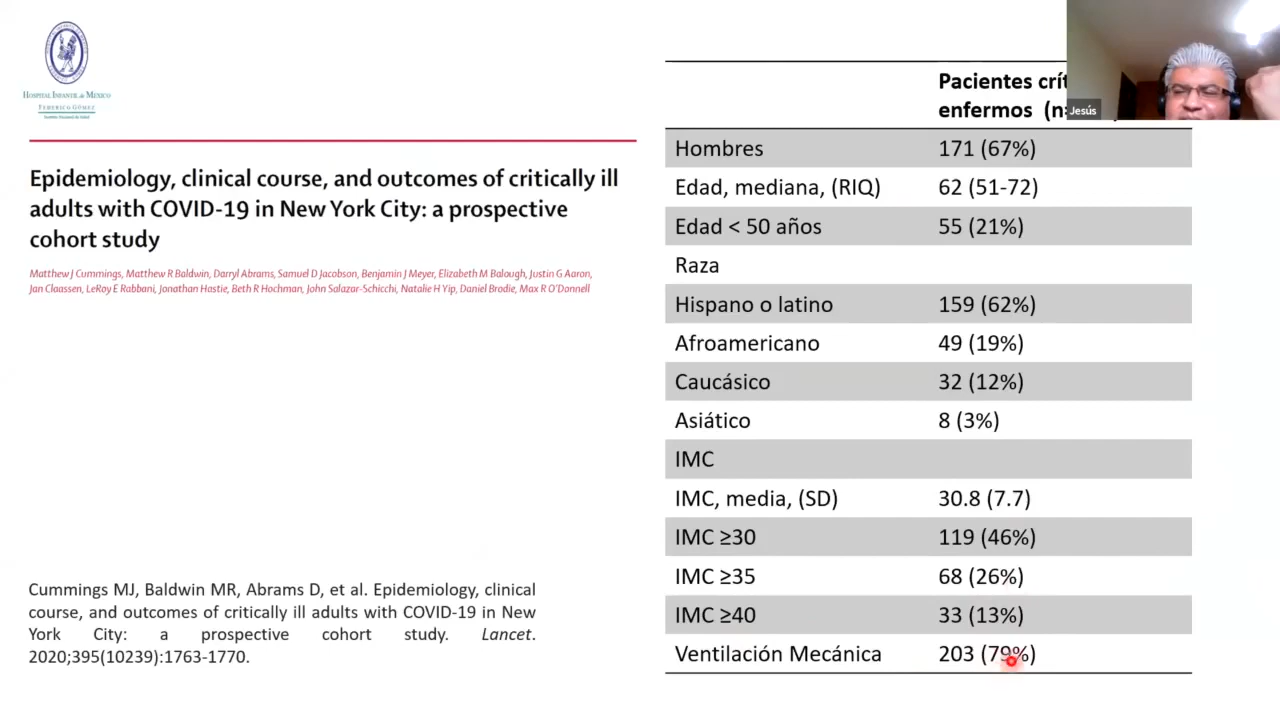 HOSPITAL INFANTIL de MÉXICO
FEDERICO GÓMEZ
Instituto Nacional de Salud
Epidemiology, clinical course, and outcomes of critically ill
adults with COVID-19 in New York City: a prospective
cohort study
Matthew J Cummings, Matthew R Baldwin, Darryl Abrams, Samuel D Jacobson, Benjamin J Meyer, Elizabeth M Balough, Justin G Aaron,
Jan Claassen, LeRoy E Rabbani, Jonathan Hastie, Beth R Hochman, John Salazar-Schicchi, Natalie H Yip, Daniel Brodie, Max R O'Donnell
Cummings MJ, Baldwin MR, Abrams D, et al. Epidemiology, clinical
course, and outcomes of critically ill adults with COVID-19 in New
York City: a prospective cohort study. Lancet.
2020;395(10239):1763-1770.
Pacientes
enfermos
Jesús
Hombres 171 (67%)
Edad, mediana, (RIQ) 62 (51-72)
Edad < 50 años 55 (21%)
Raza
Hispano o latino 159 (62%)
Afroamericano 49 (19%)
Caucásico 32 (12%)
Asiático 8 (3%)
IMC
IMC, media, (SD) 30.8 (7.7)
IMC ≥30 119 (46%)
IMC ≥35 68 (26%)
IMC ≥40 33 (13%)
Ventilación Mecánica 203 (79%)